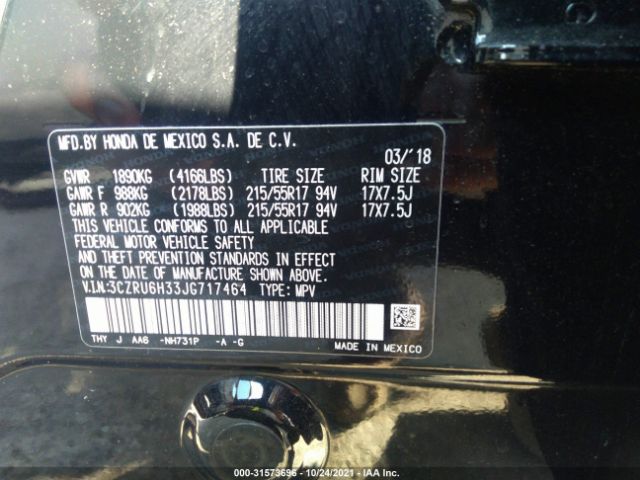 MFD.BY HONDA DE MEXICO S.A. DE C.V.
03/'18
GVWR 1890KG (4166LBS) TIRE SIZE RIM SIZE
GAWR F 988KG (2178LBS) 215/55R17 94V 17X7.5J
GAWR R 902KG (1988LBS) 215/55R17 94V 17X7.5J
THIS VEHICLE CONFORMS TO ALL APPLICABLE
FEDERAL MOTOR VEHICLE SAFETY
AND THEFT PREVENTION STANDARDS IN EFFECT
ON THE DATE OF MANUFACTURE SHOWN ABOVE.
V.I.N:3CZRU6H33JG717464 TYPE: MPV
THY J AA6 -NH731P -A -G
MADE IN MEXICO
000-31573696 - 10/24/2021 - IAA Inc.